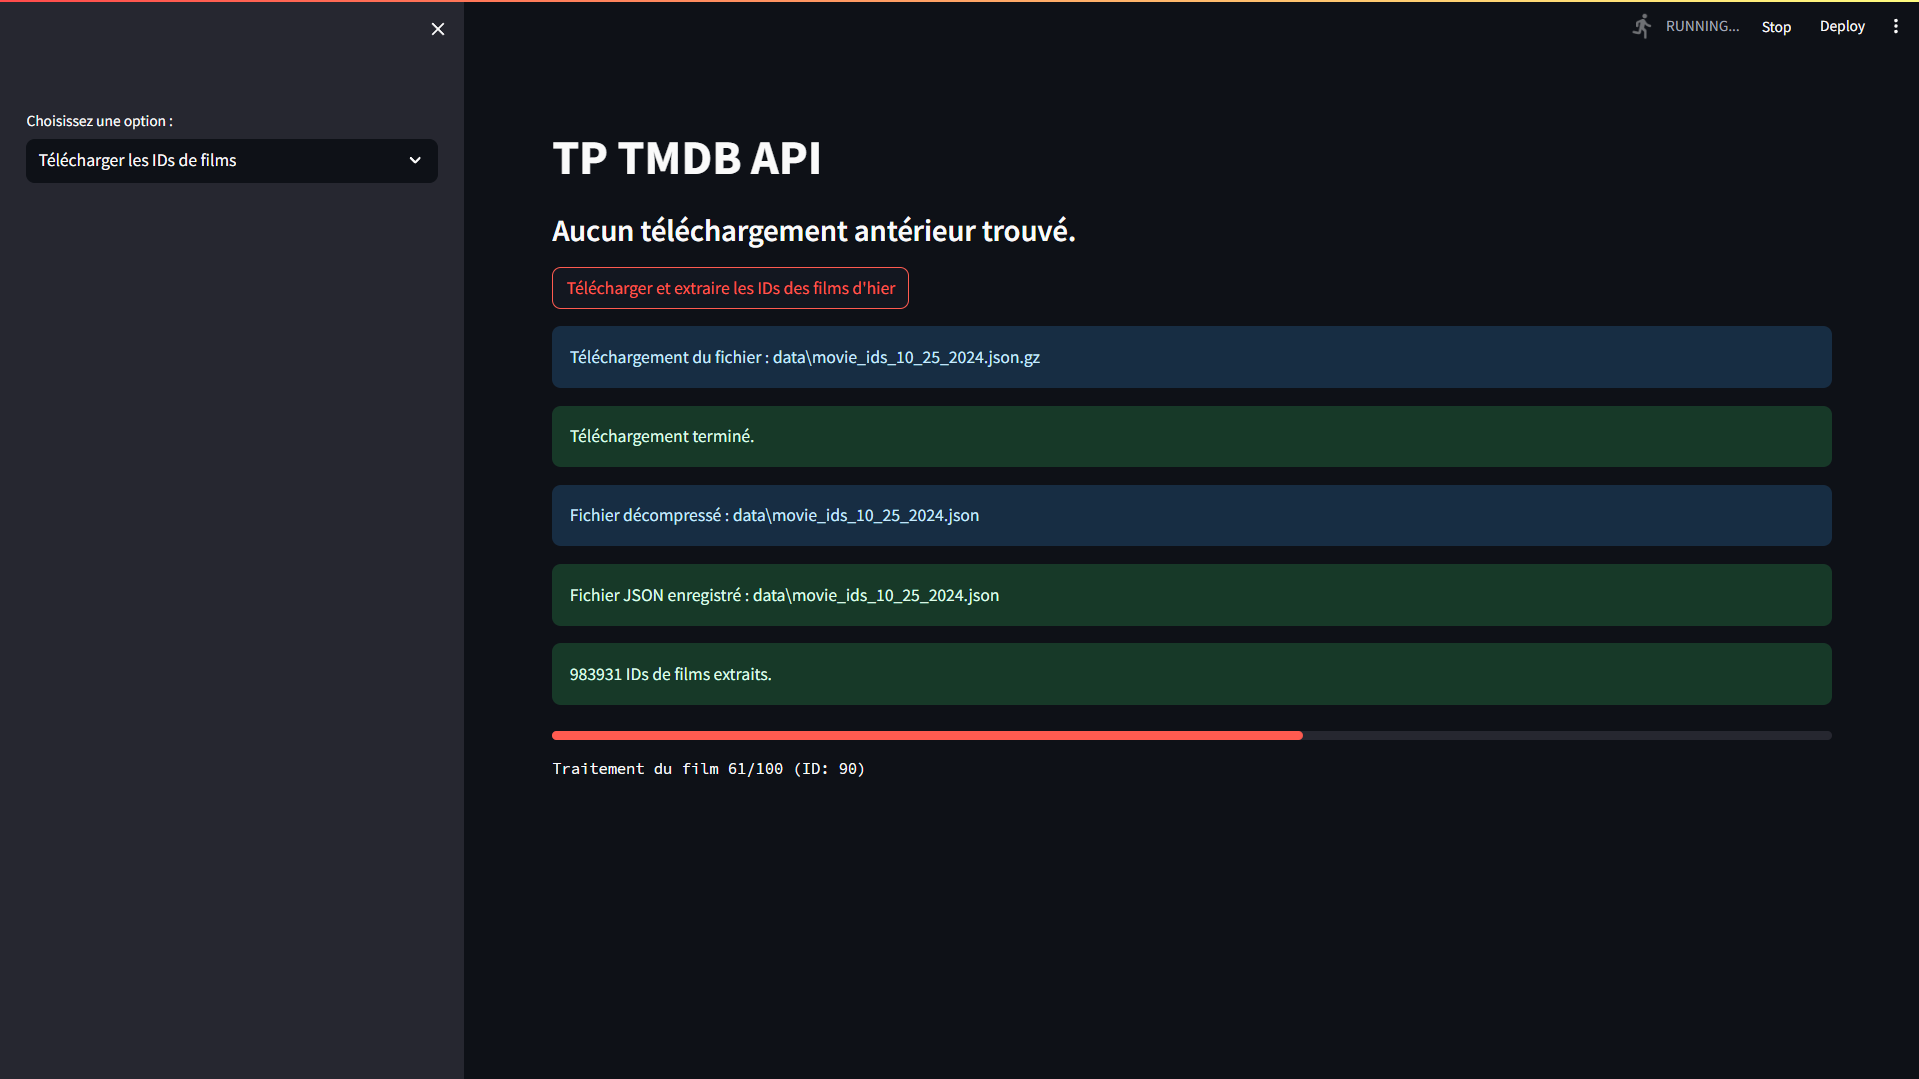 RUNNING...
Stop
Deploy
Choisissez une option :
Télécharger les IDs de films
TP TMDB API
Aucun téléchargement antérieur trouvé.
Télécharger et extraire les IDs des films d'hier
Téléchargement du fichier : data\movie_ids_10_25_2024.json.gz
Téléchargement terminé.
Fichier décompressé : data\movie_ids_10_25_2024.json
Fichier JSON enregistré : data\movie_ids_10_25_2024.json
983931 IDs de films extraits.
Traitement du film 61/100 (ID: 90)